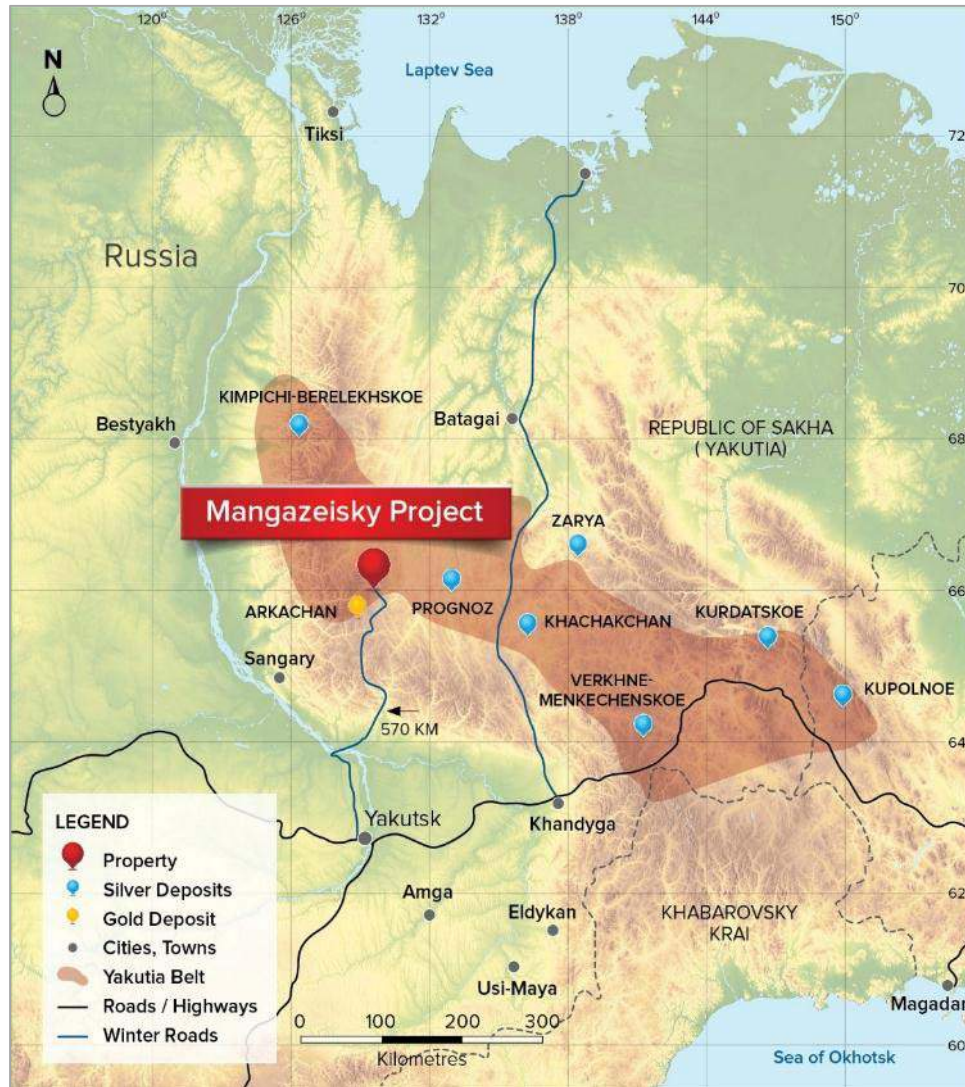 120°
126°
132°
138°
144°
150°
N
Laptev Sea
Tiksi
72
Russia
70
KIMPICHI-BERELEKHSKOE
Bestyakh
Batagai
REPUBLIC OF SAKHA
( YAKUTIA)
68
Mangazeisky Project
ZARYA
66
ARKACHAN
PROGNOZ
KHACHAKCHAN
KURDATSKOE
Sangary
VERKHNE-
MENKECHENSKOE
KUPOLNOE
570 KM
64
LEGEND
Property
Silver Deposits
Gold Deposit
Cities, Towns
Yakutia Belt
Roads / Highways
Winter Roads
Yakutsk
Khandyga
Amga
Eldykan
62
KHABAROVSKY
KRAI
Usi-Maya
Magadan
0 100 200 300
Kilometres
Sea of Okhotsk
60